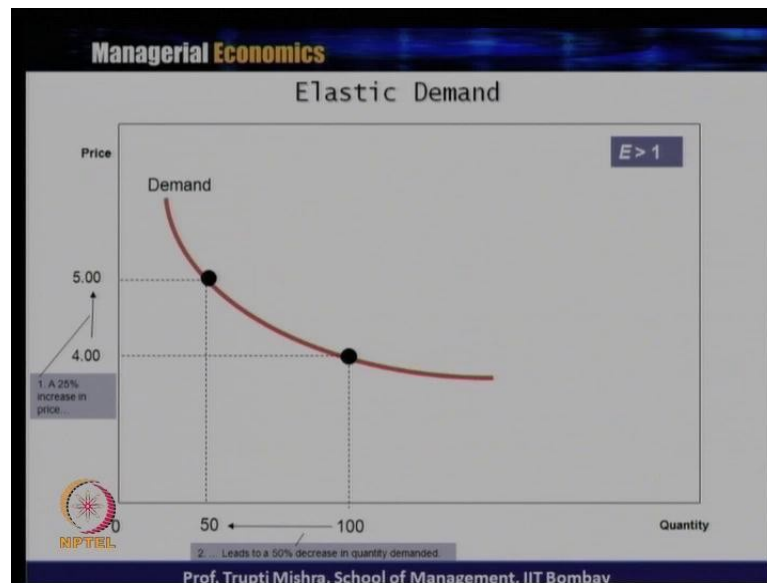 Managerial Economics
Elastic Demand
Price
E > 1
Demand
5.00
4.00
1. A 25%
increase in
price...
0
50
100
Quantity
2. ... Leads to a 50% decrease in quantity demanded.
NPTEL
Prof. Trupti Mishra, School of Management, IIT Bombay